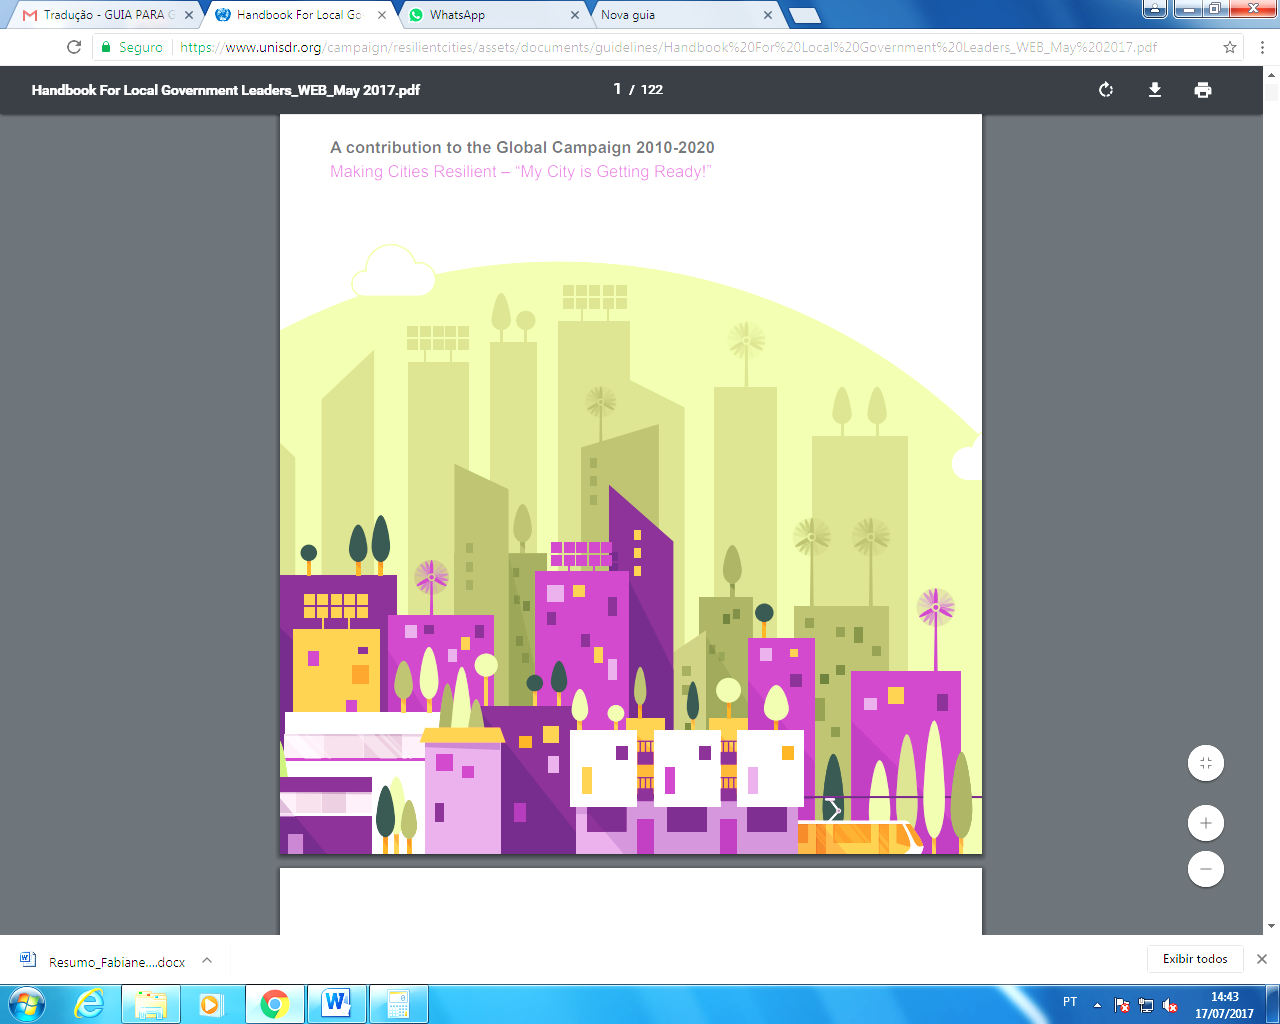 Tradução - GUIA PARA G
Handbook For Local Go
WhatsApp
Nova guia
Seguro
https://www.unisdr.org/campaign/resilientcities/assets/documents/guidelines/Handbook%20For%20Local%20Government%20Leaders_WEB_May%202017.pdf
Handbook For Local Government Leaders_WEB_May 2017.pdf
1 / 122
A contribution to the Global Campaign 2010-2020
Making Cities Resilient – “My City is Getting Ready!”
Resumo_Fabiane....docx
Exibir todos
PT
14:43
17/07/2017